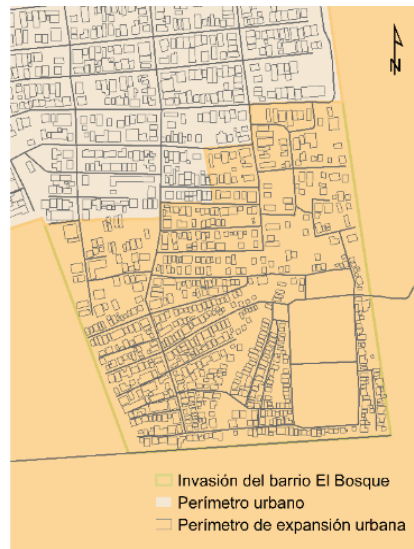 N
Invasión del barrio El Bosque
Perímetro urbano
Perímetro de expansión urbana